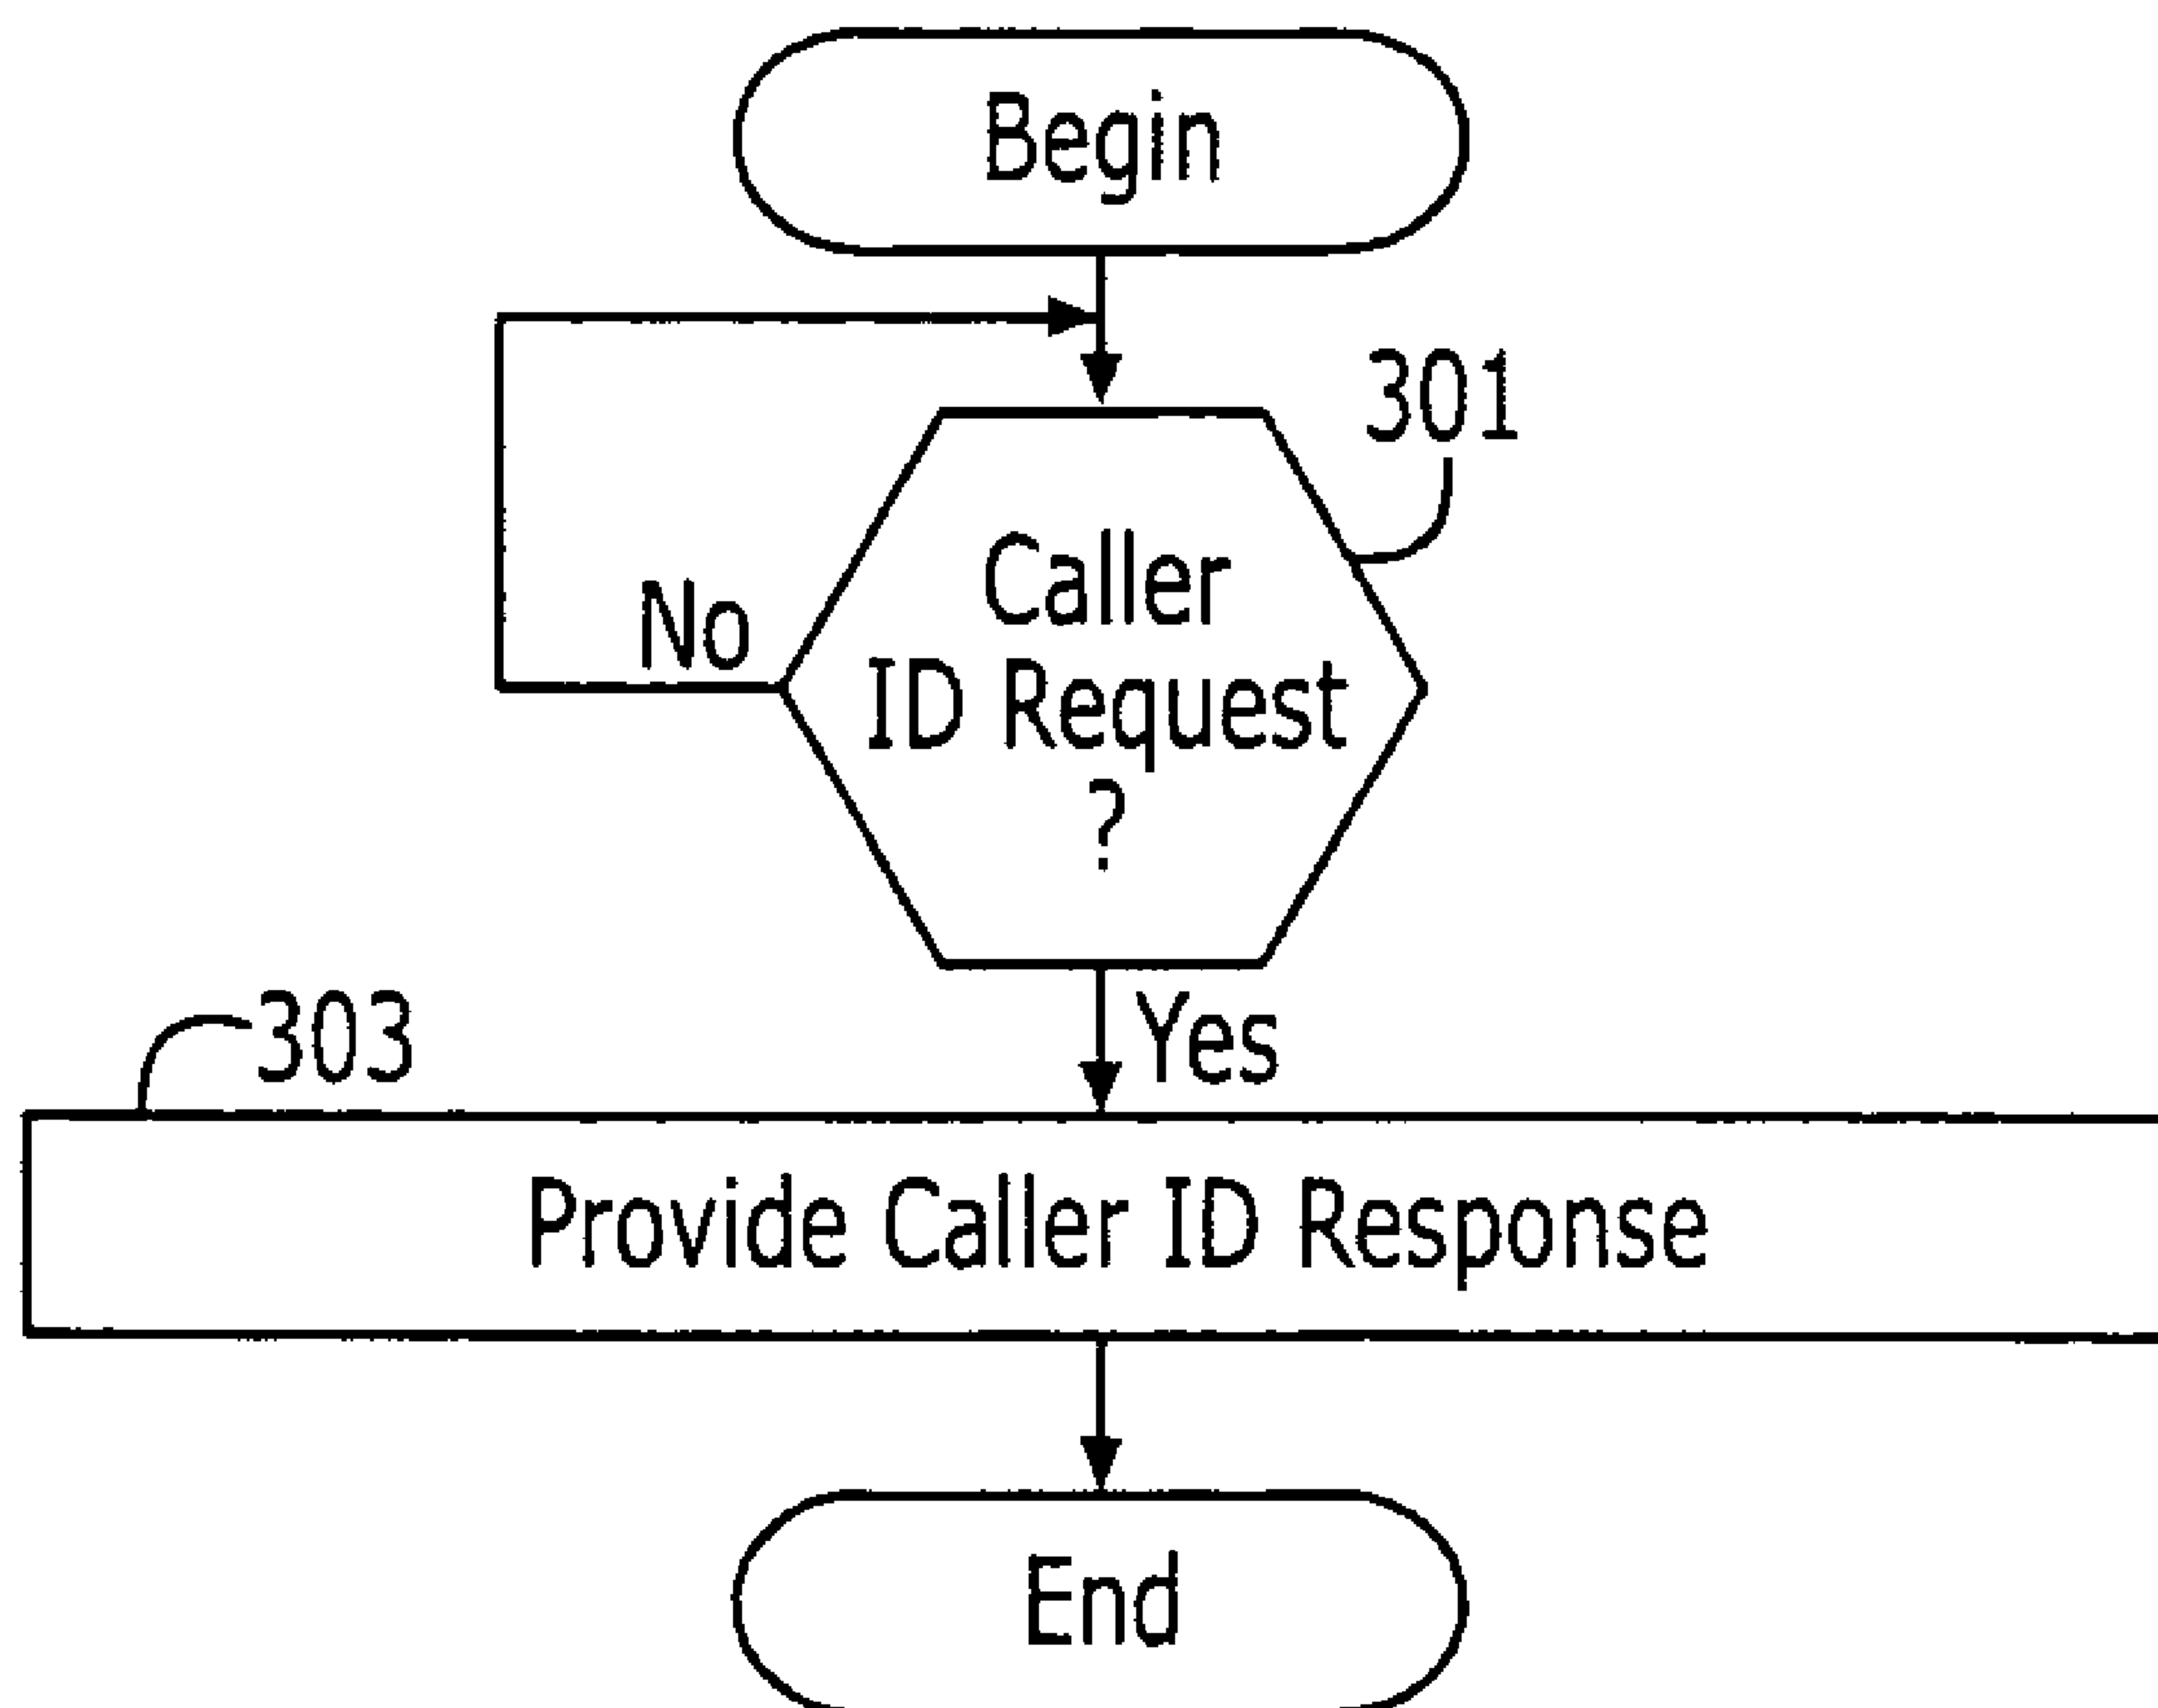 Begin
301
Caller
ID Request
?
No
Yes
303
Provide Caller ID Response
End